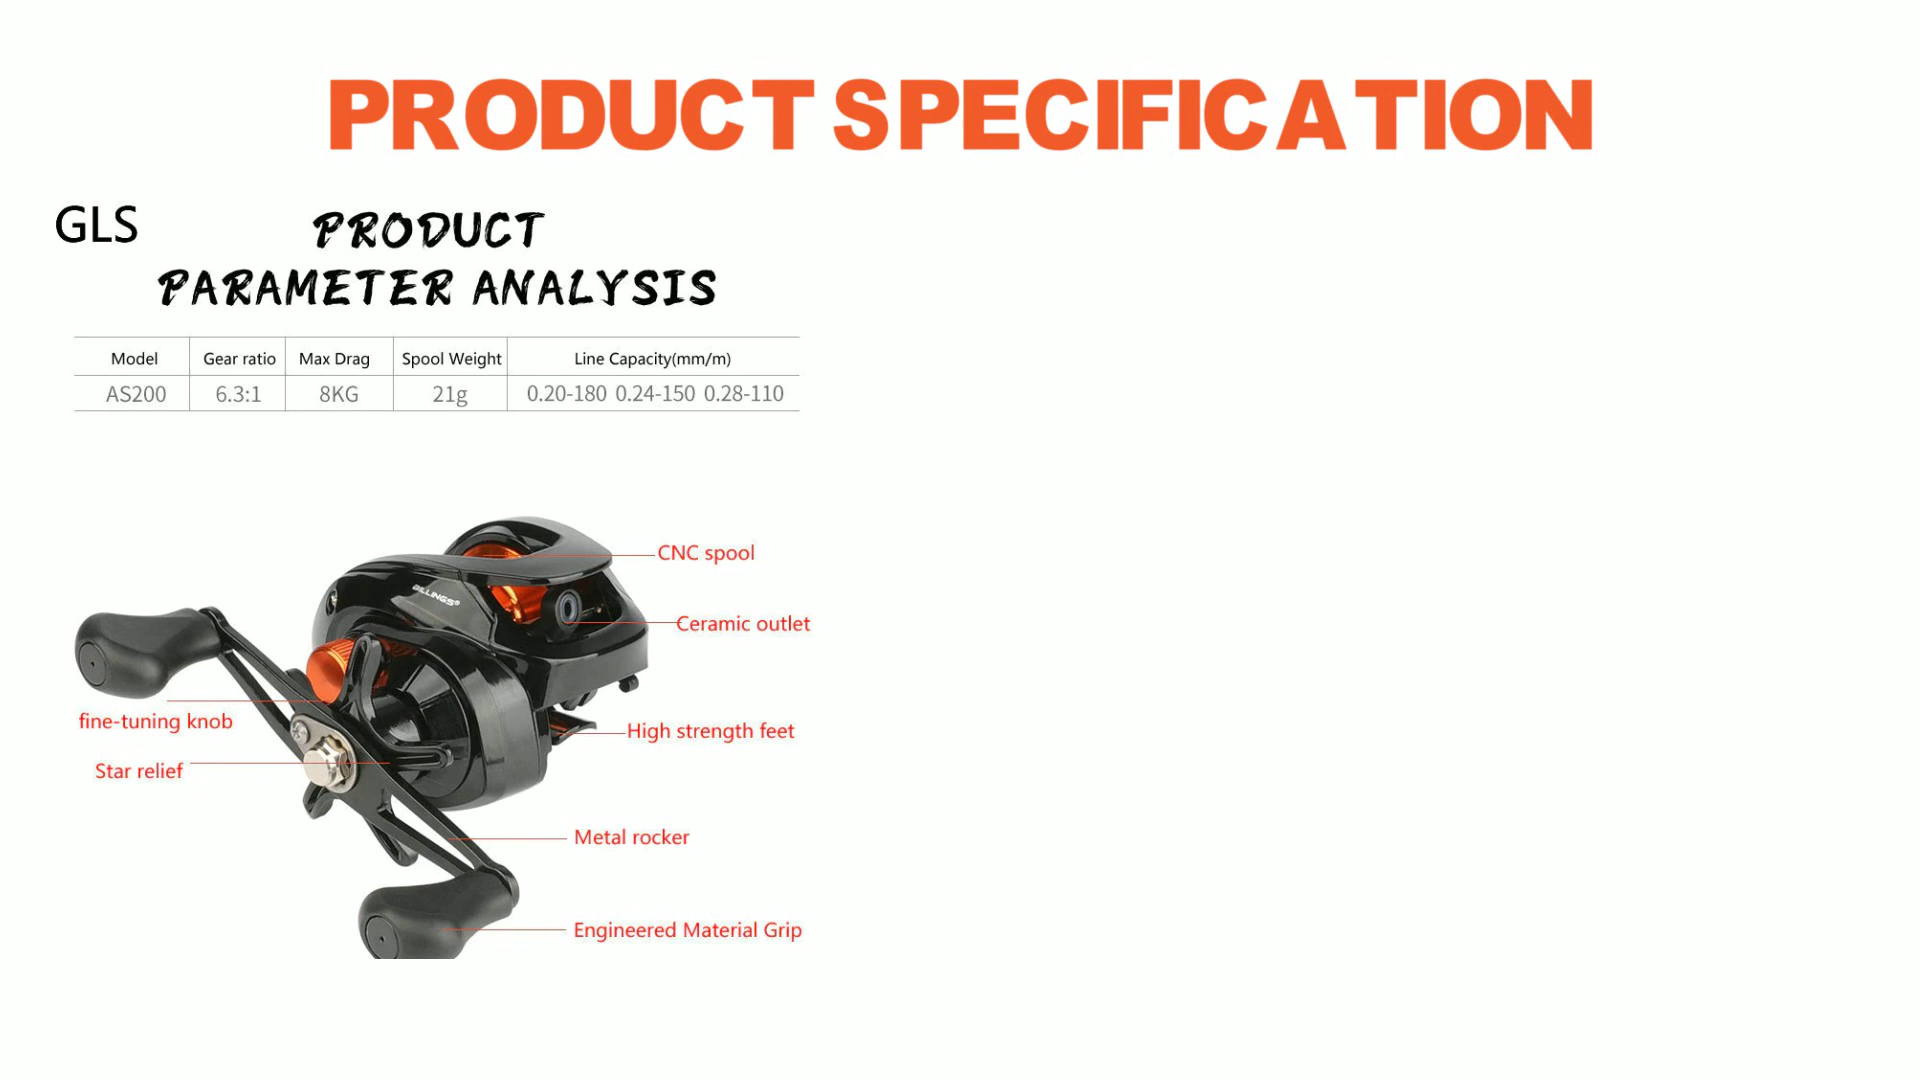 PRODUCT SPECIFICATION
GLS
PRODUCT
PARAMETER ANALYSIS
Model Gear ratio Max Drag Spool Weight Line Capacity(mm/m)
AS200 6.3:1 8KG 21g 0.20-180 0.24-150 0.28-110
CNC spool
Ceramic outlet
fine-tuning knob
High strength feet
Star relief
Metal rocker
Engineered Material Grip